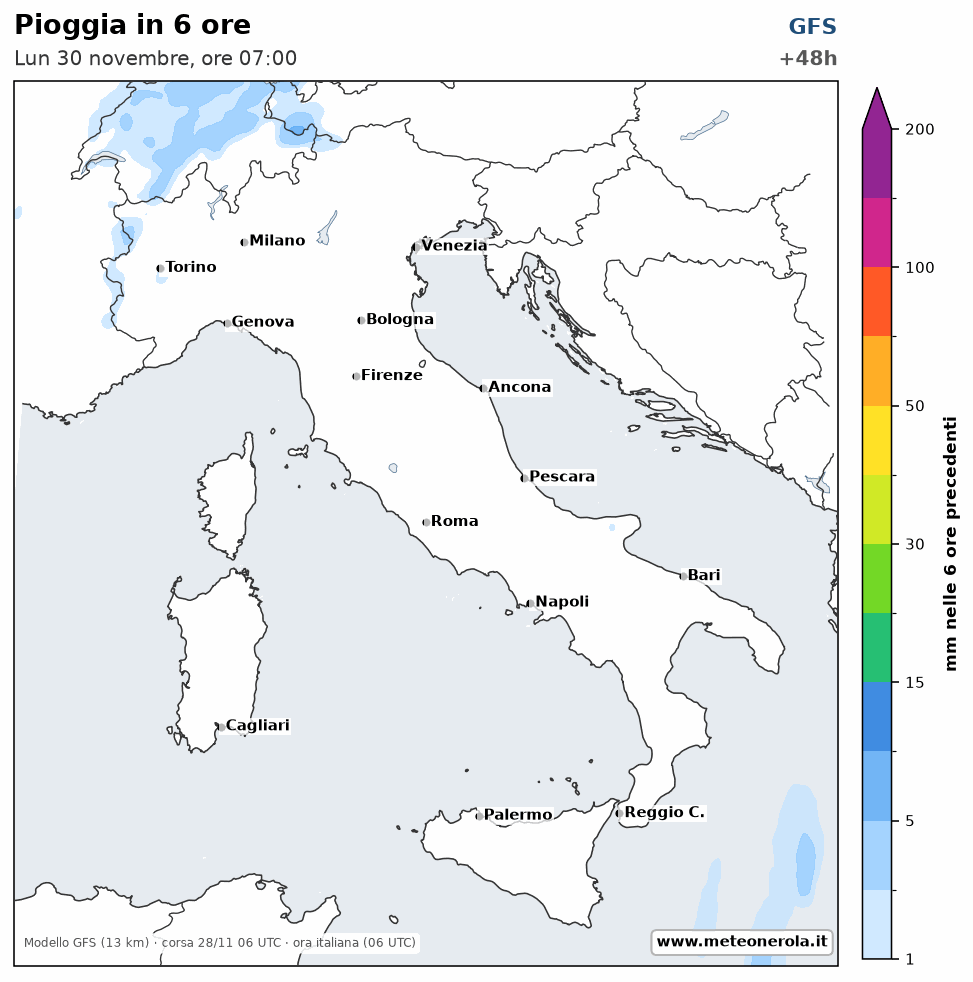 Pioggia in 6 ore
GFS
Lun 30 novembre, ore 07:00
+48h
200
100
50
30
15
5
1
mm nelle 6 ore precedenti
Milano
Venezia
Torino
Genova
Bologna
Firenze
Ancona
Pescara
Roma
Bari
Napoli
Cagliari
Palermo
Reggio C.
Modello GFS (13 km) · corsa 28/11 06 UTC · ora italiana (06 UTC)
www.meteonerola.it